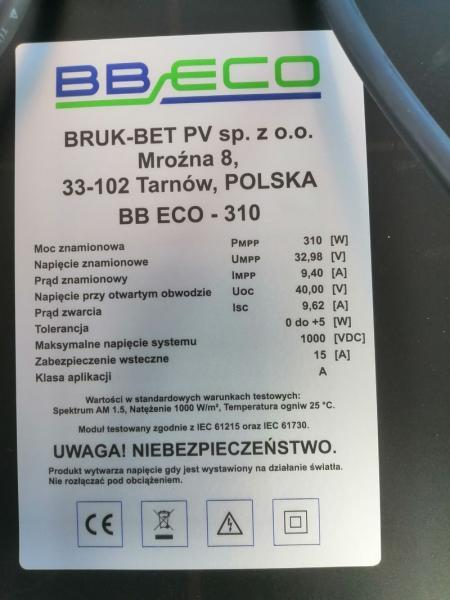 BB ECO
BRUK-BET PV sp. z o.o.
Mroźna 8,
33-102 Tarnów, POLSKA
BB ECO - 310
Moc znamionowa PMPP 310 [W]
Napięcie znamionowe UMPP 32,98 [V]
Prąd znamionowy IMPP 9,40 [A]
Napięcie przy otwartym obwodzie Uoc 40,00 [V]
Prąd zwarcia Isc 9,62 [A]
Tolerancja 0 do +5 [W]
Maksymalne napięcie systemu 1000 [VDC]
Zabezpieczenie wsteczne 15 [A]
Klasa aplikacji A
Wartości w standardowych warunkach testowych:
Spektrum AM 1.5, Natężenie 1000 W/m², Temperatura ogniw 25 °C.
Moduł testowany zgodnie z IEC 61215 oraz IEC 61730.
UWAGA! NIEBEZPIECZEŃSTWO.
Produkt wytwarza napięcie gdy jest wystawiony na działanie światła.
Nie rozłączać pod obciążeniem.
CE